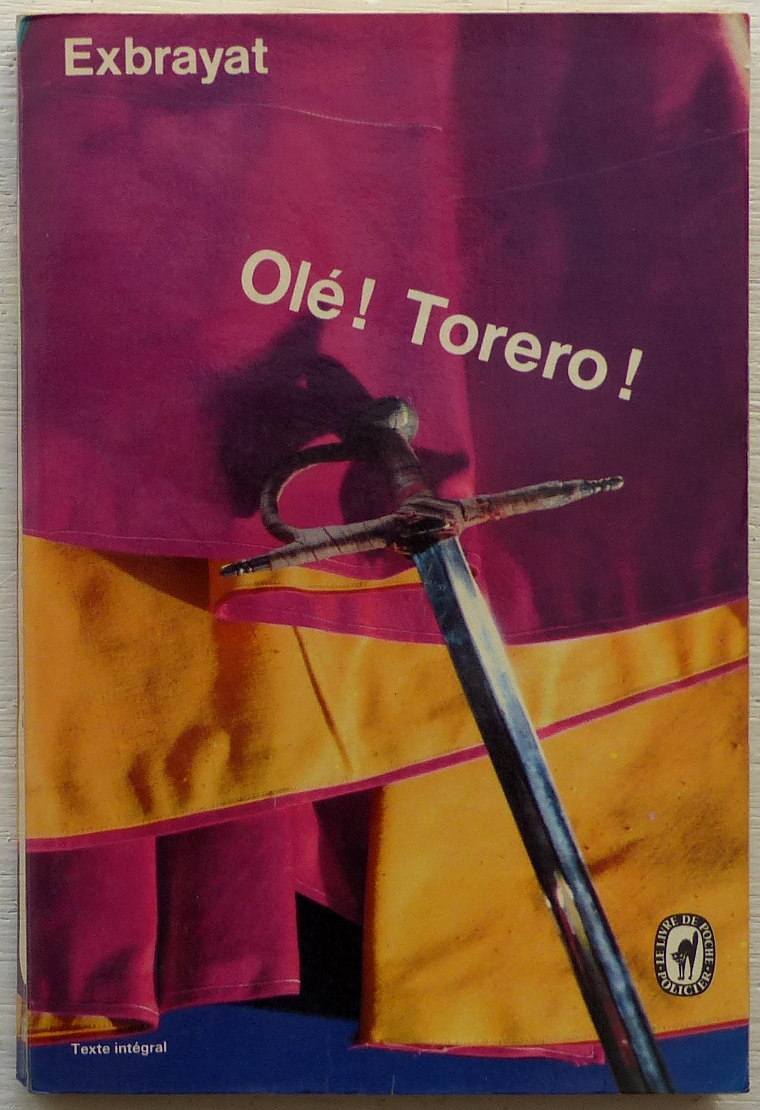 Exbrayat
Olé! Torero !
LE LIVRE DE POCHE
POLICIER
Texte intégral